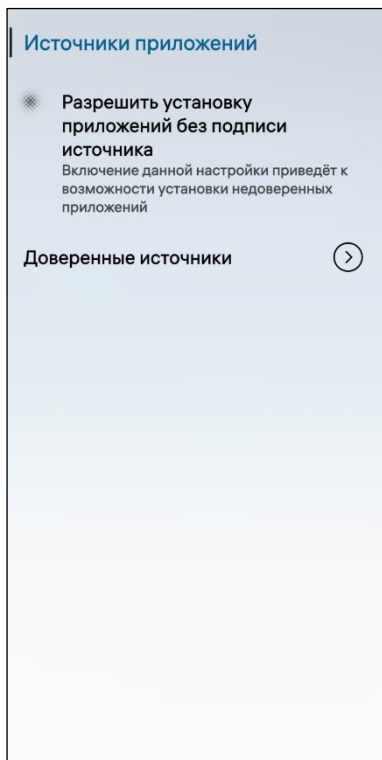 Источники приложений
Разрешить установку
приложений без подписи
источника
Включение данной настройки приведёт к
возможности установки недоверенных
приложений
Доверенные источники